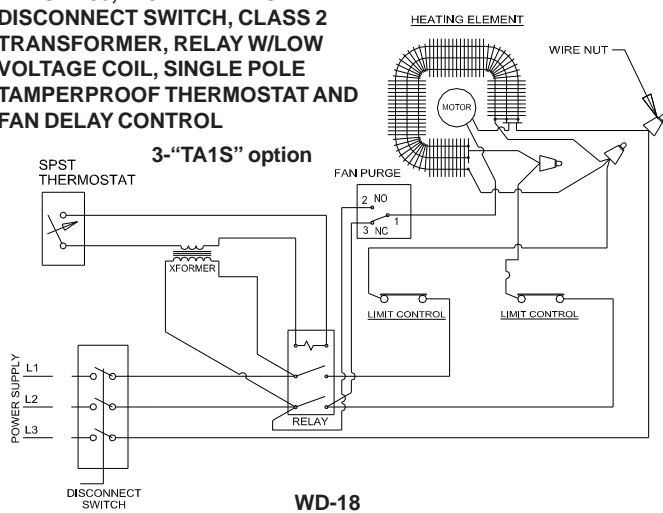 DISCONNECT SWITCH, CLASS 2
TRANSFORMER, RELAY W/LOW
VOLTAGE COIL, SINGLE POLE
TAMPERPROOF THERMOSTAT AND
FAN DELAY CONTROL
3-“TA1S” option
HEATING ELEMENT
WIRE NUT
MOTOR
SPST
THERMOSTAT
FAN PURGE
2 NO
1
3 NC
XFORMER
LIMIT CONTROL
LIMIT CONTROL
RELAY
POWER SUPPLY
L1
L2
L3
DISCONNECT
SWITCH
WD-18